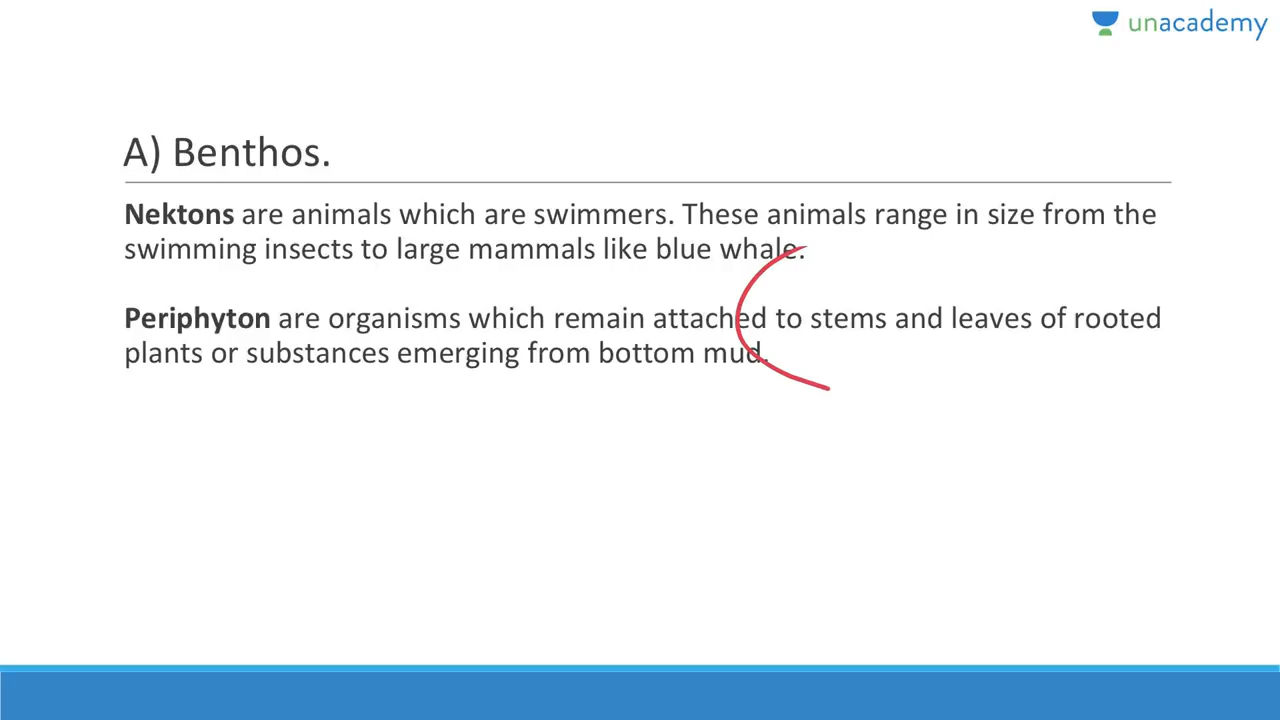 unacademy
A) Benthos.
Nektons are animals which are swimmers. These animals range in size from the
swimming insects to large mammals like blue whale.
Periphyton are organisms which remain attached to stems and leaves of rooted
plants or substances emerging from bottom mud.